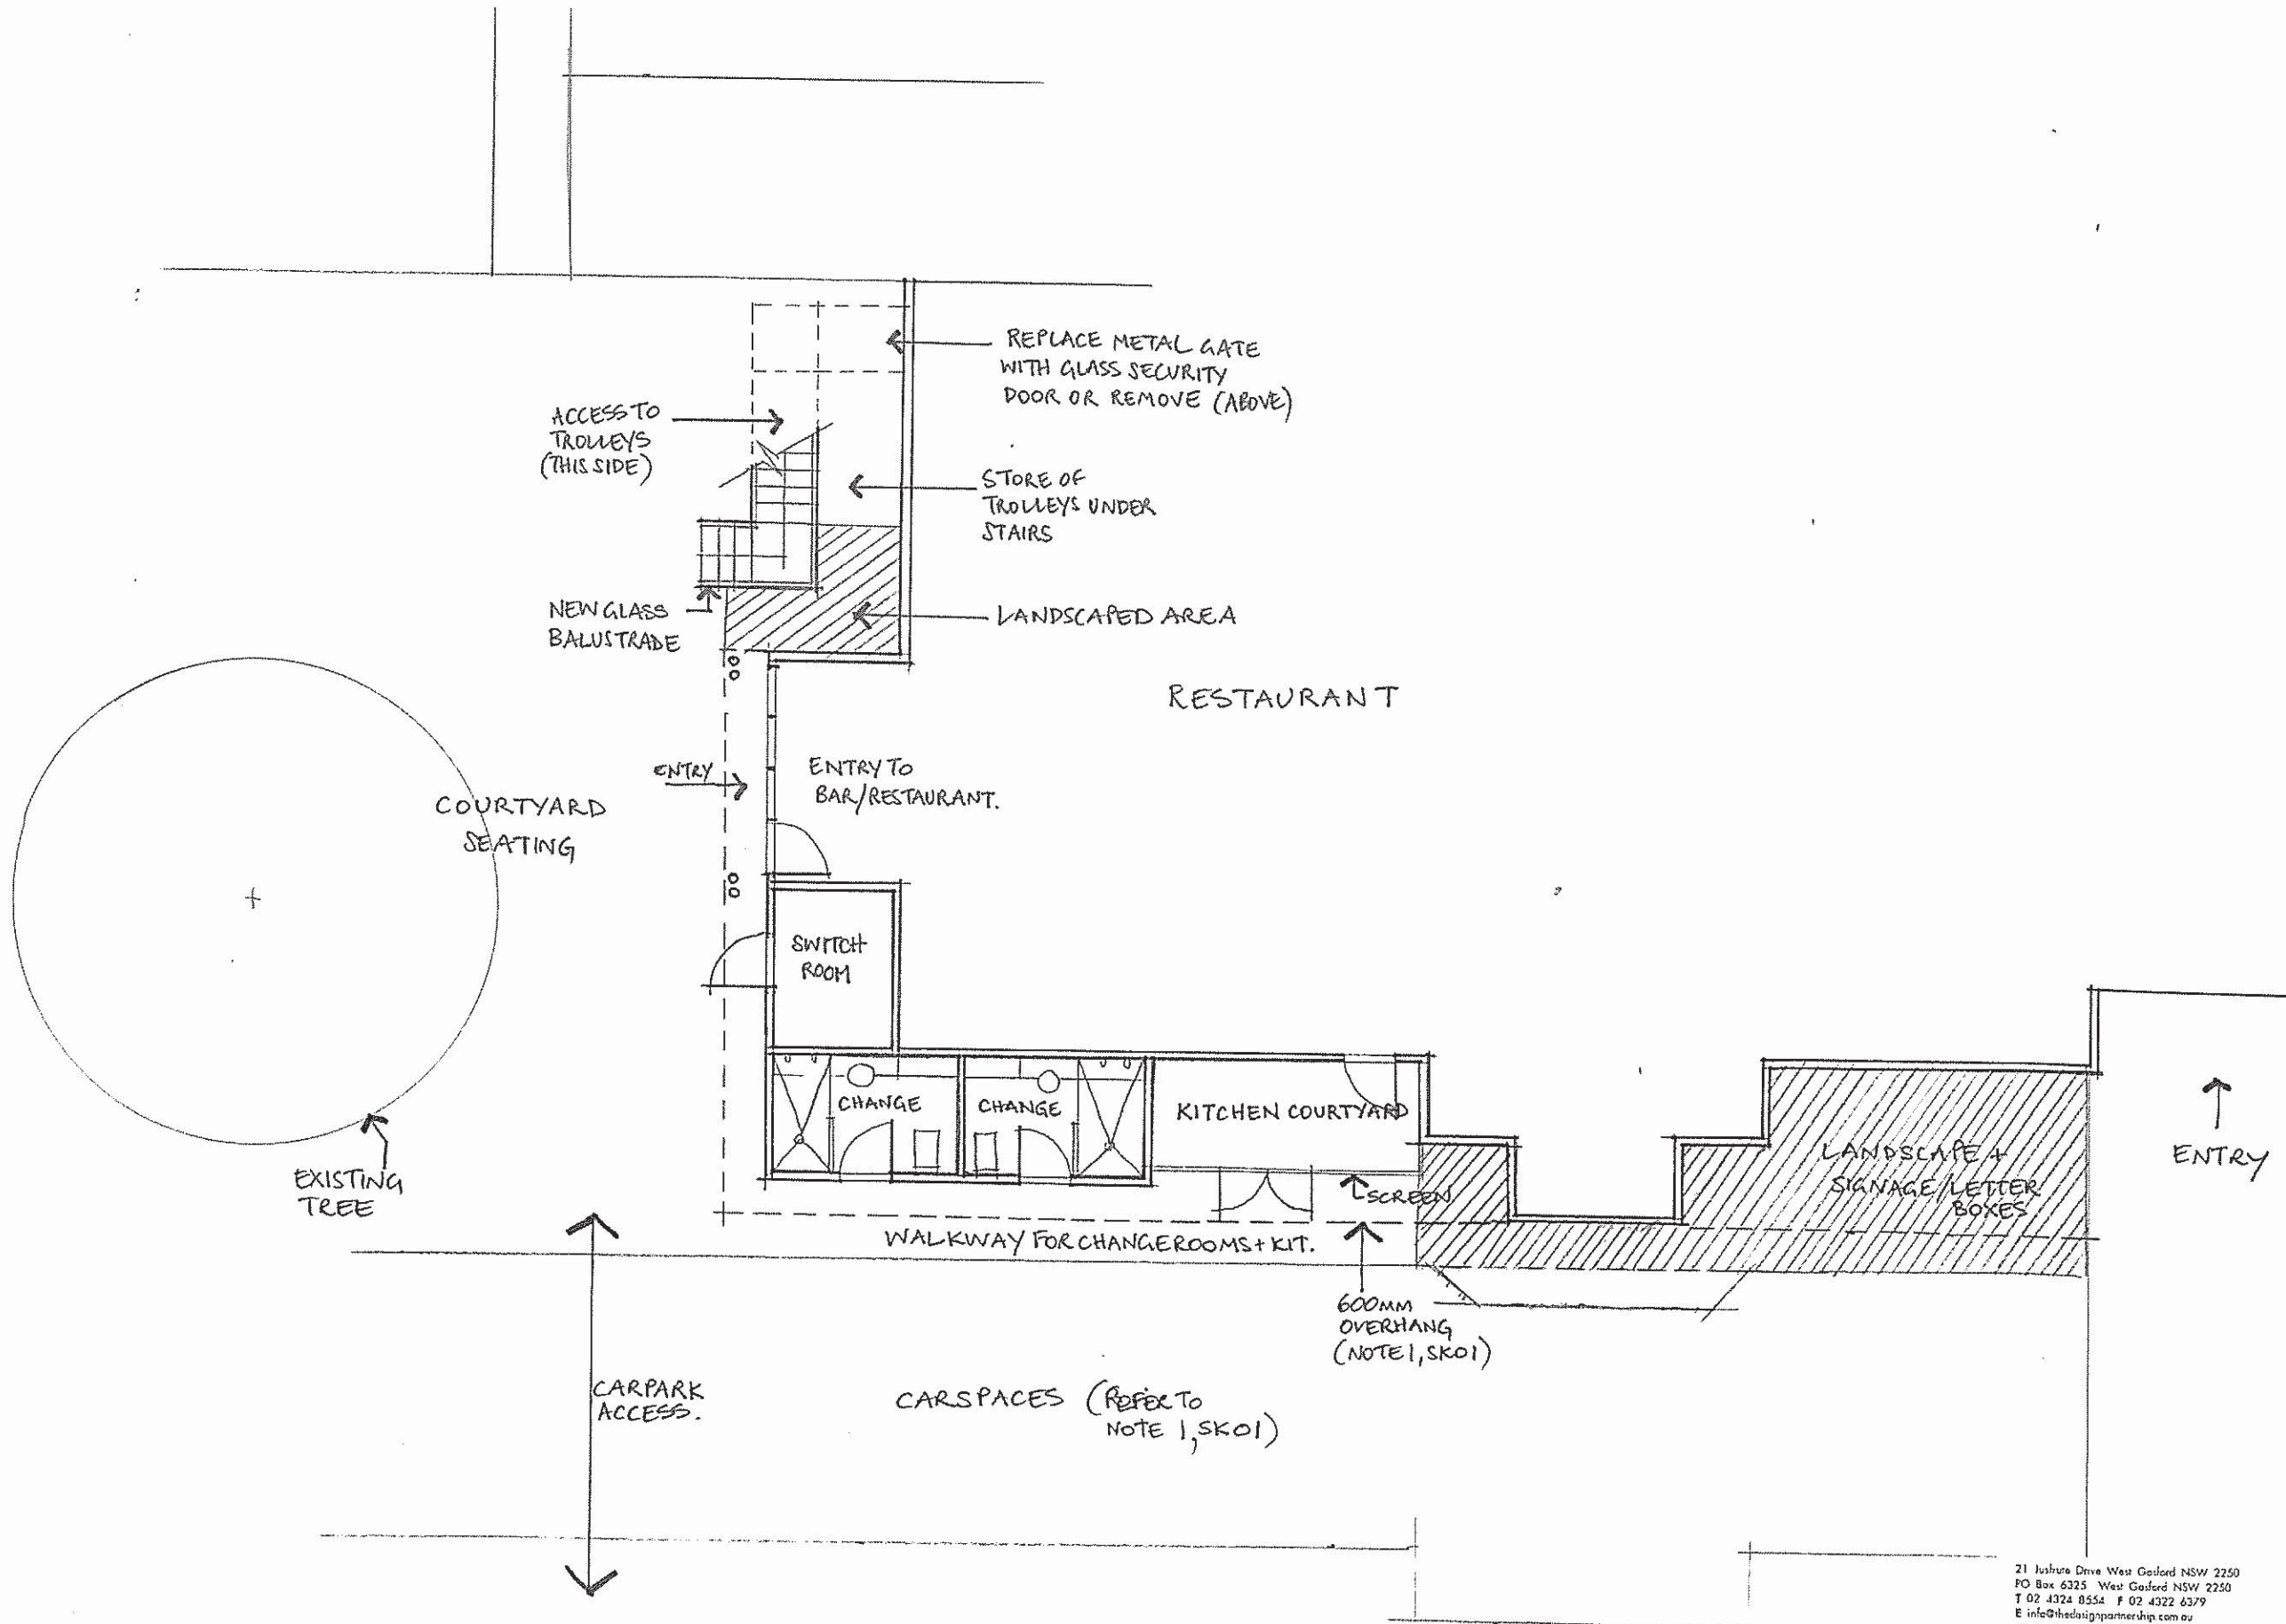 REPLACE METAL GATE
WITH GLASS SECURITY
DOOR OR REMOVE (ABOVE)
ACCESS TO
TROLLEYS
(THIS SIDE)
STORE OF
TROLLEYS UNDER
STAIRS
NEW GLASS
BALUSTRADE
LANDSCAPED AREA
RESTAURANT
ENTRY
ENTRY TO
BAR/RESTAURANT.
COURTYARD
SEATING
SWITCH
ROOM
CHANGE
CHANGE
KITCHEN COURTYARD
LANDSCAPE +
SIGNAGE/LETTER
BOXES
ENTRY
EXISTING
TREE
SCREEN
WALKWAY FOR CHANGEROOMS + KIT.
600MM
OVERHANG
(NOTE 1, SK01)
CARPARK
ACCESS.
CARSPACES (REFER TO
NOTE 1, SK01)
21 Drive West Gosford NSW 2250
PO Box 6325 West Gosford NSW 2250
T 02 4324 8554 F 02 4322 6379
E info@thedesignpartnership.com.au